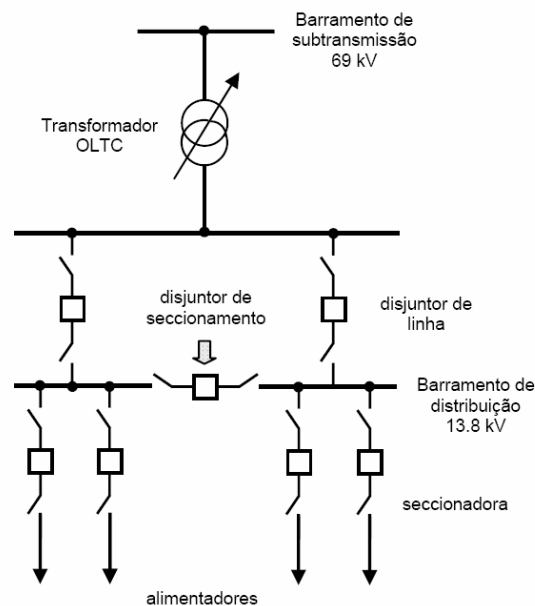 Barramento de
subtransmissão
69 kV
Transformador
OLTC
disjuntor de
seccionamento
disjuntor de
linha
Barramento de
distribuição
13.8 kV
seccionadora
alimentadores